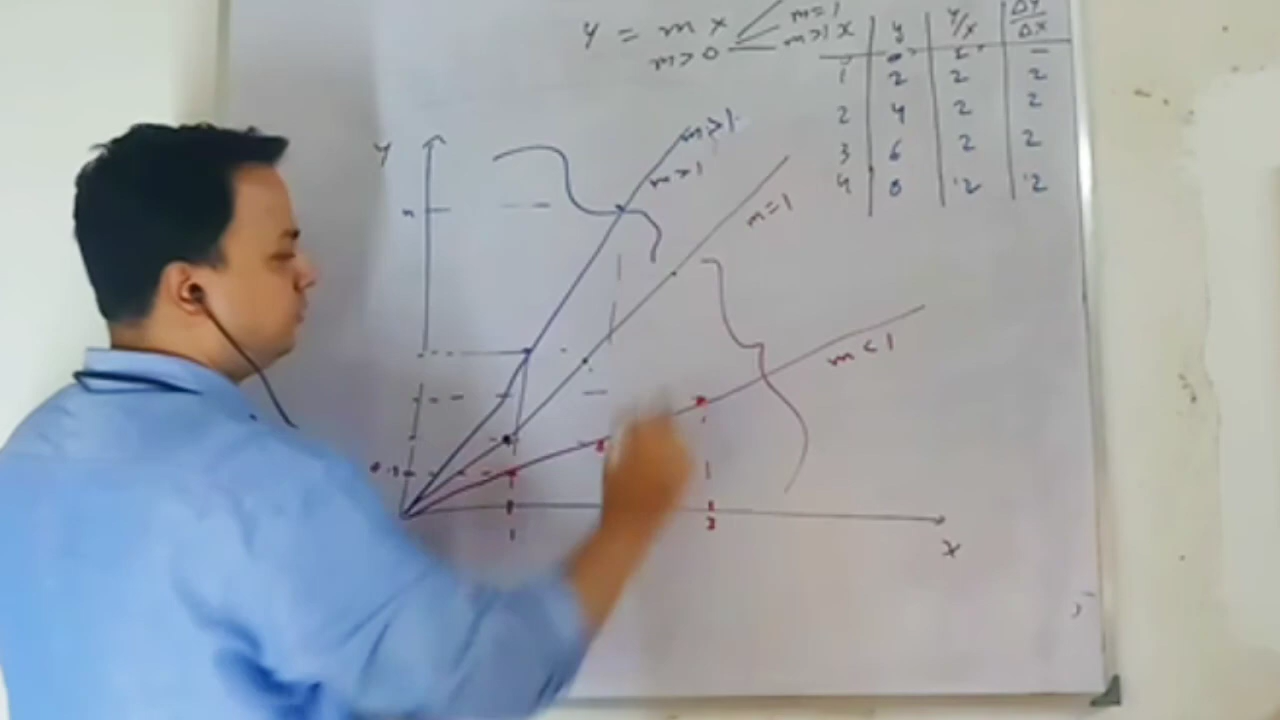 y = m x
m = 1
m > 1
m > 0
x y y/x Δy/Δx
1 2 2 2
2 4 2 2
3 6 2 2
4 8 2 2
y
m > 1
m > 1
m = 1
m < 1
1
x